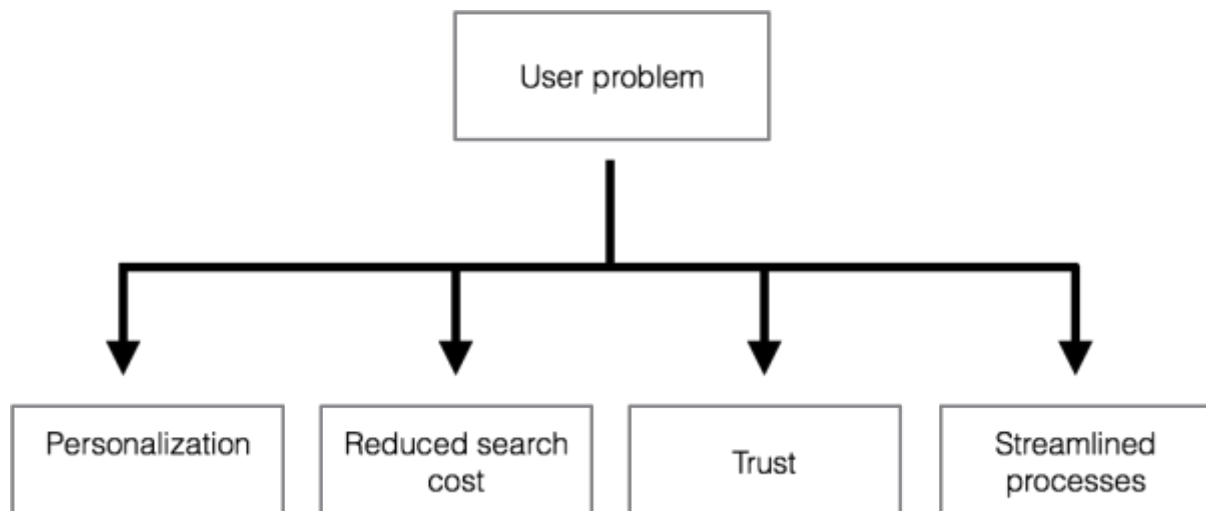 User problem
Personalization
Reduced search
cost
Trust
Streamlined
processes